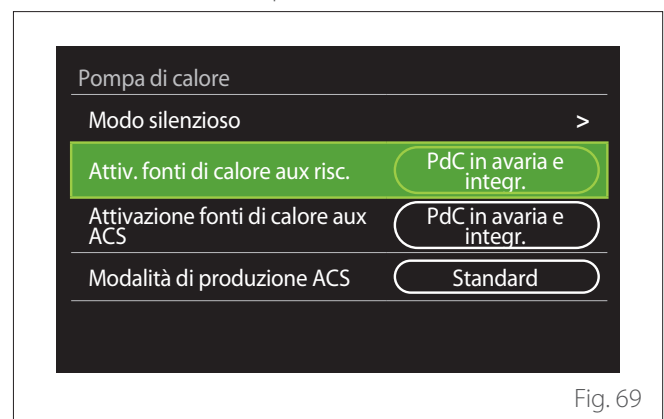 Pompa di calore
Modo silenzioso >
Attiv. fonti di calore aux risc. PdC in avaria e
integr.
Attivazione fonti di calore aux
ACS PdC in avaria e
integr.
Modalità di produzione ACS Standard
Fig. 69